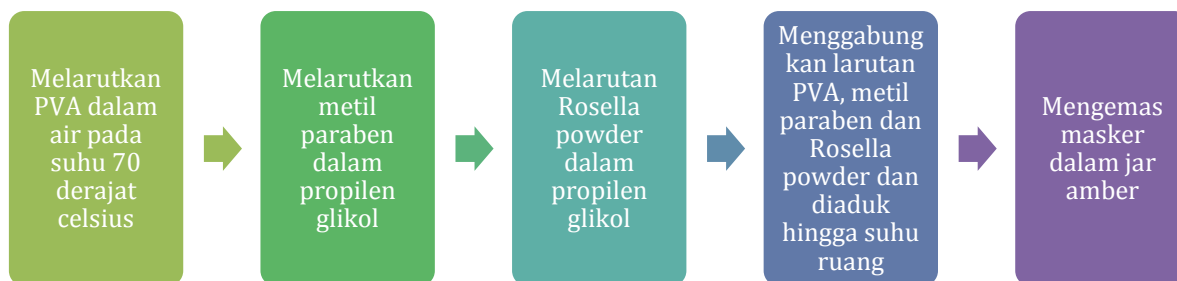 Melarutkan
PVA dalam
air pada
suhu 70
derajat
celsius
Melarutkan
metil
paraben
dalam
propilen
glikol
Melarutan
Rosella
powder
dalam
propilen
glikol
Menggabung
kan larutan
PVA, metil
paraben dan
Rosella
powder dan
diaduk
hingga suhu
ruang
Mengemas
masker
dalam jar
amber